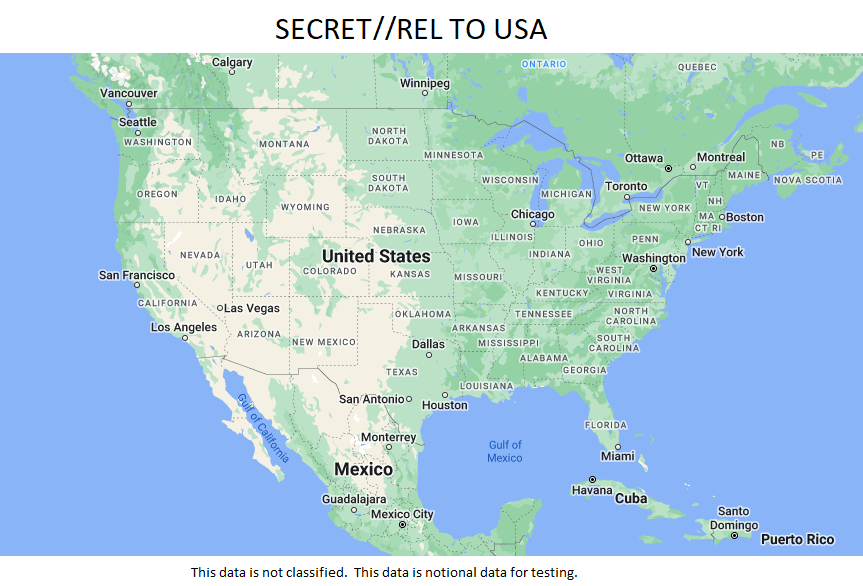 SECRET//REL TO USA
Calgary
ONTARIO
QUEBEC
Winnipeg
Vancouver
Seattle
WASHINGTON
MONTANA
NORTH
DAKOTA
MINNESOTA
Ottawa
Montreal
NB
PE
MAINE
NOVA SCOTIA
SOUTH
DAKOTA
WISCONSIN
MICHIGAN
Toronto
VT
NH
OREGON
IDAHO
WYOMING
NEW YORK
MA
Boston
CT RI
Chicago
IOWA
NEBRASKA
ILLINOIS
INDIANA
OHIO
PENN
New York
NEVADA
UTAH
COLORADO
United States
KANSAS
MISSOURI
WEST
VIRGINIA
Washington
San Francisco
CALIFORNIA
Las Vegas
KENTUCKY
VIRGINIA
Los Angeles
ARIZONA
NEW MEXICO
OKLAHOMA
ARKANSAS
TENNESSEE
NORTH
CAROLINA
Dallas
MISSISSIPPI
ALABAMA
SOUTH
CAROLINA
GEORGIA
TEXAS
LOUISIANA
San Antonio
Houston
Gulf of California
FLORIDA
Monterrey
Gulf of
Mexico
Miami
Mexico
Havana
Cuba
Guadalajara
Mexico City
Santo
Domingo
Puerto Rico
This data is not classified. This data is notional data for testing.